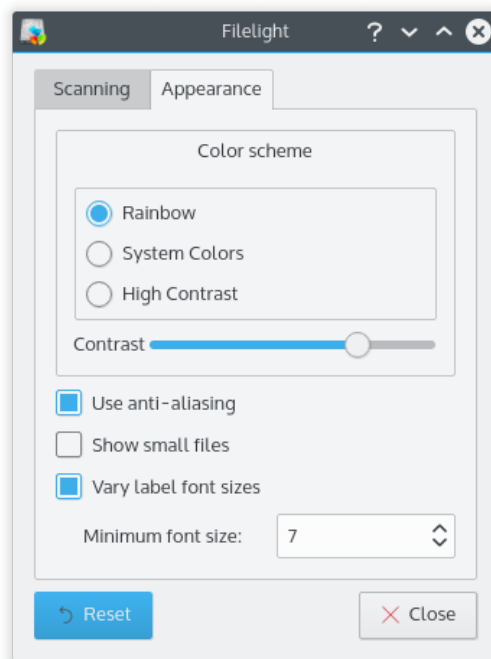 Filelight
Scanning Appearance
Color scheme
Rainbow
System Colors
High Contrast
Contrast
Use anti-aliasing
Show small files
Vary label font sizes
Minimum font size: 7
Reset Close